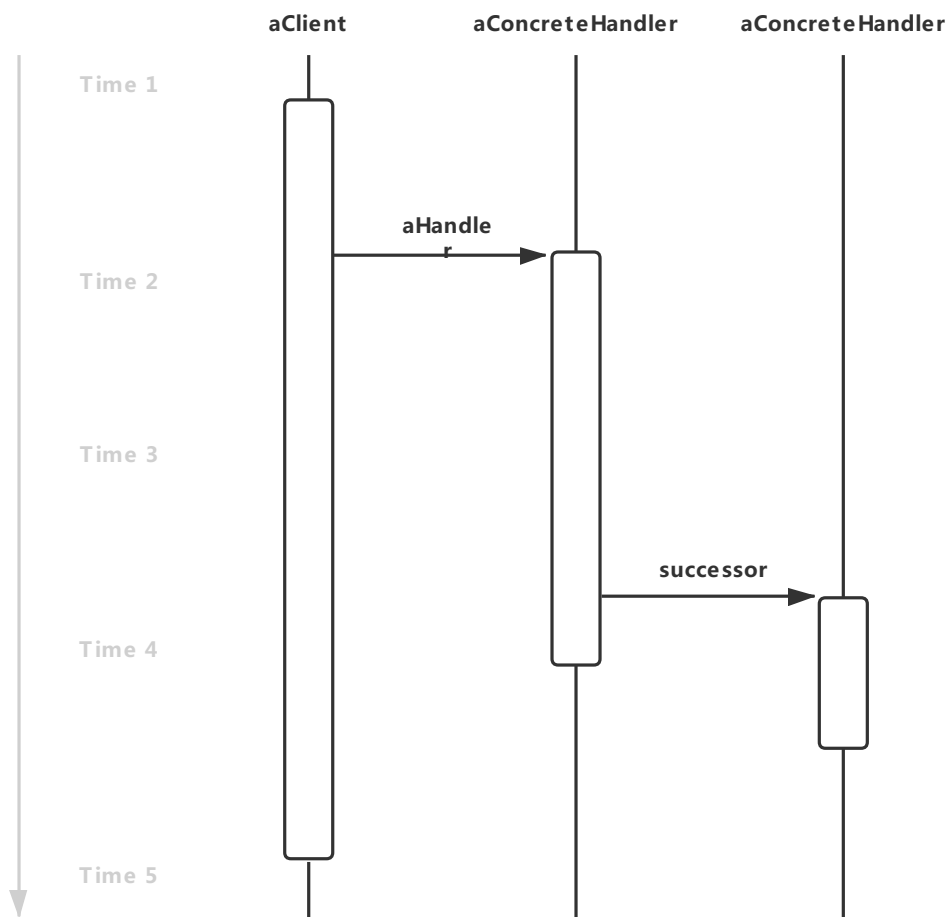 aClient
aConcreteHandler
aConcreteHandler
Time 1
aHandle
r
Time 2
Time 3
successor
Time 4
Time 5